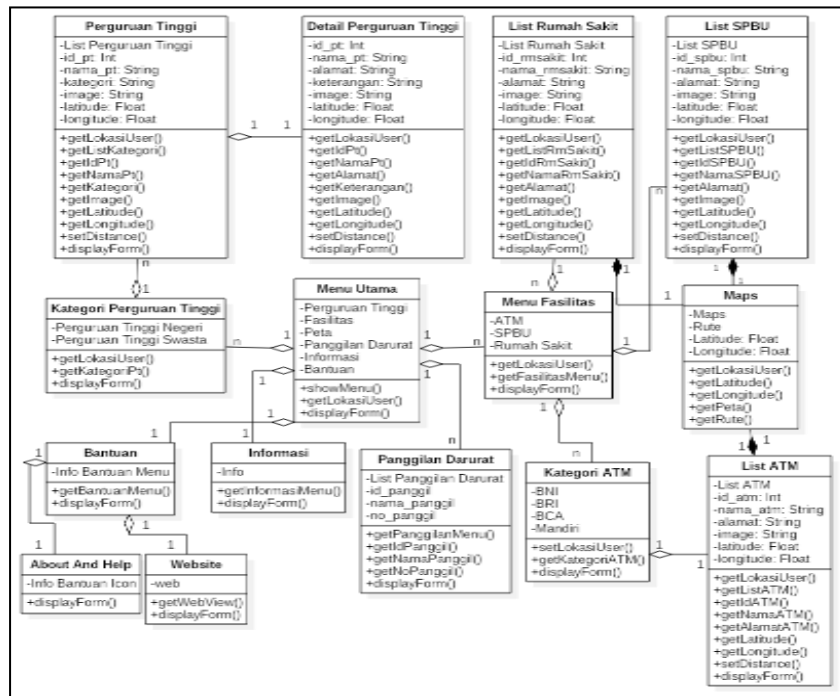 Perguruan Tinggi
-List Perguruan Tinggi
-id_pt: Int
-nama_pt: String
-kategori: String
-image: String
-latitude: Float
-longitude: Float
+getLokasiUser()
+getListKategori()
+getIdPt()
+getNamaPt()
+getKategori()
+getImage()
+getLatitude()
+getLongitude()
+setDistance()
+displayForm()
1
1
n
Detail Perguruan Tinggi
-id_pt: Int
-nama_pt: String
-alamat: String
-keterangan: String
-image: String
-latitude: Float
-longitude: Float
+getLokasiUser()
+getIdPt()
+getNamaPt()
+getAlamat()
+getKeterangan()
+getImage()
+getLatitude()
+getLongitude()
+setDistance()
+displayForm()
List Rumah Sakit
-List Rumah Sakit
-id_rmsakit: Int
-nama_rmsakit: String
-alamat: String
-image: String
-latitude: Float
-longitude: Float
+getLokasiUser()
+getListRmSakit()
+getIdRmSakit()
+getNamaRmSakit()
+getAlamat()
+getImage()
+getLatitude()
+getLongitude()
+setDistance()
+displayForm()
List SPBU
-List SPBU
-id_spbu: Int
-nama_spbu: String
-alamat: String
-image: String
-latitude: Float
-longitude: Float
+getLokasiUser()
+getListSPBU()
+getIdSPBU()
+getNamaSPBU()
+getAlamat()
+getImage()
+getLatitude()
+getLongitude()
+setDistance()
+displayForm()
n
1
1
1
1
n
1
1
Kategori Perguruan Tinggi
-Perguruan Tinggi Negeri
-Perguruan Tinggi Swasta
+getLokasiUser()
+getKategoriPt()
+displayForm()
n
1
Menu Utama
-Perguruan Tinggi
-Fasilitas
-Peta
-Panggilan Darurat
-Informasi
-Bantuan
+showMenu()
+getLokasiUser()
+displayForm()
1
n
1
1
1
Menu Fasilitas
-ATM
-SPBU
-Rumah Sakit
+getLokasiUser()
+getFasilitasMenu()
+displayForm()
1
1
n
Maps
-Maps
-Rute
-Latitude: Float
-Longitude: Float
+getLokasiUser()
+getLatitude()
+getLongitude()
+getPeta()
+getRute()
1
1
1
1
n
1
Bantuan
-Info Bantuan Menu
+getBantuanMenu()
+displayForm()
1
1
1
Informasi
-Info
+getInformasiMenu()
+displayForm()
Panggilan Darurat
-List Panggilan Darurat
-id_panggil
-nama_panggil
-no_panggil
+getPanggilanMenu()
+getIdPanggil()
+getNamaPanggil()
+getNoPanggil()
+displayForm()
Kategori ATM
-BNI
-BRI
-BCA
-Mandiri
+setLokasiUser()
+getKategoriATM()
+displayForm()
1
1
List ATM
-List ATM
-id_atm: Int
-nama_atm: String
-alamat: String
-image: String
-latitude: Float
-longitude: Float
+getLokasiUser()
+getListATM()
+getIdATM()
+getNamaATM()
+getAlamatATM()
+getLatitude()
+getLongitude()
+setDistance()
+displayForm()
About And Help
-Info Bantuan Icon
+displayForm()
Website
-web
+getWebView()
+displayForm()